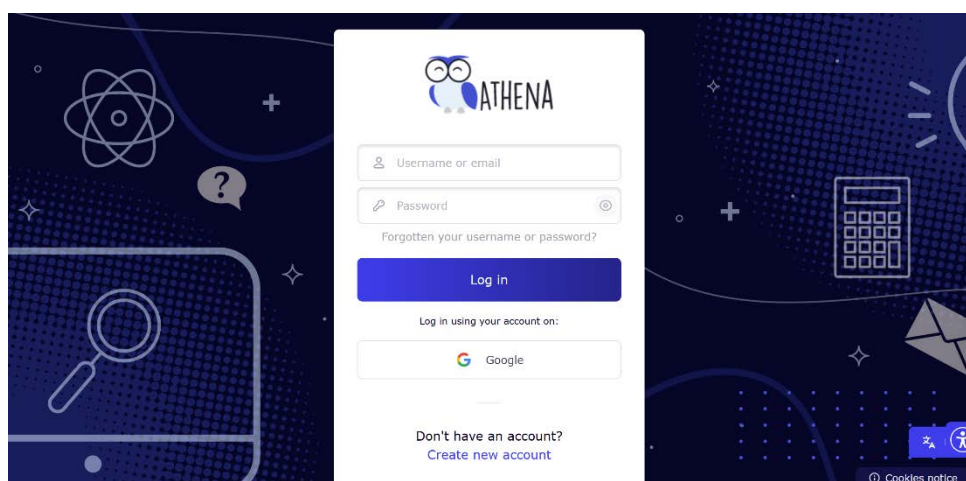 ATHENA
Username or email
Password
Forgotten your username or password?
Log in
Log in using your account on:
Google
Don't have an account?
Create new account
Cookies notice